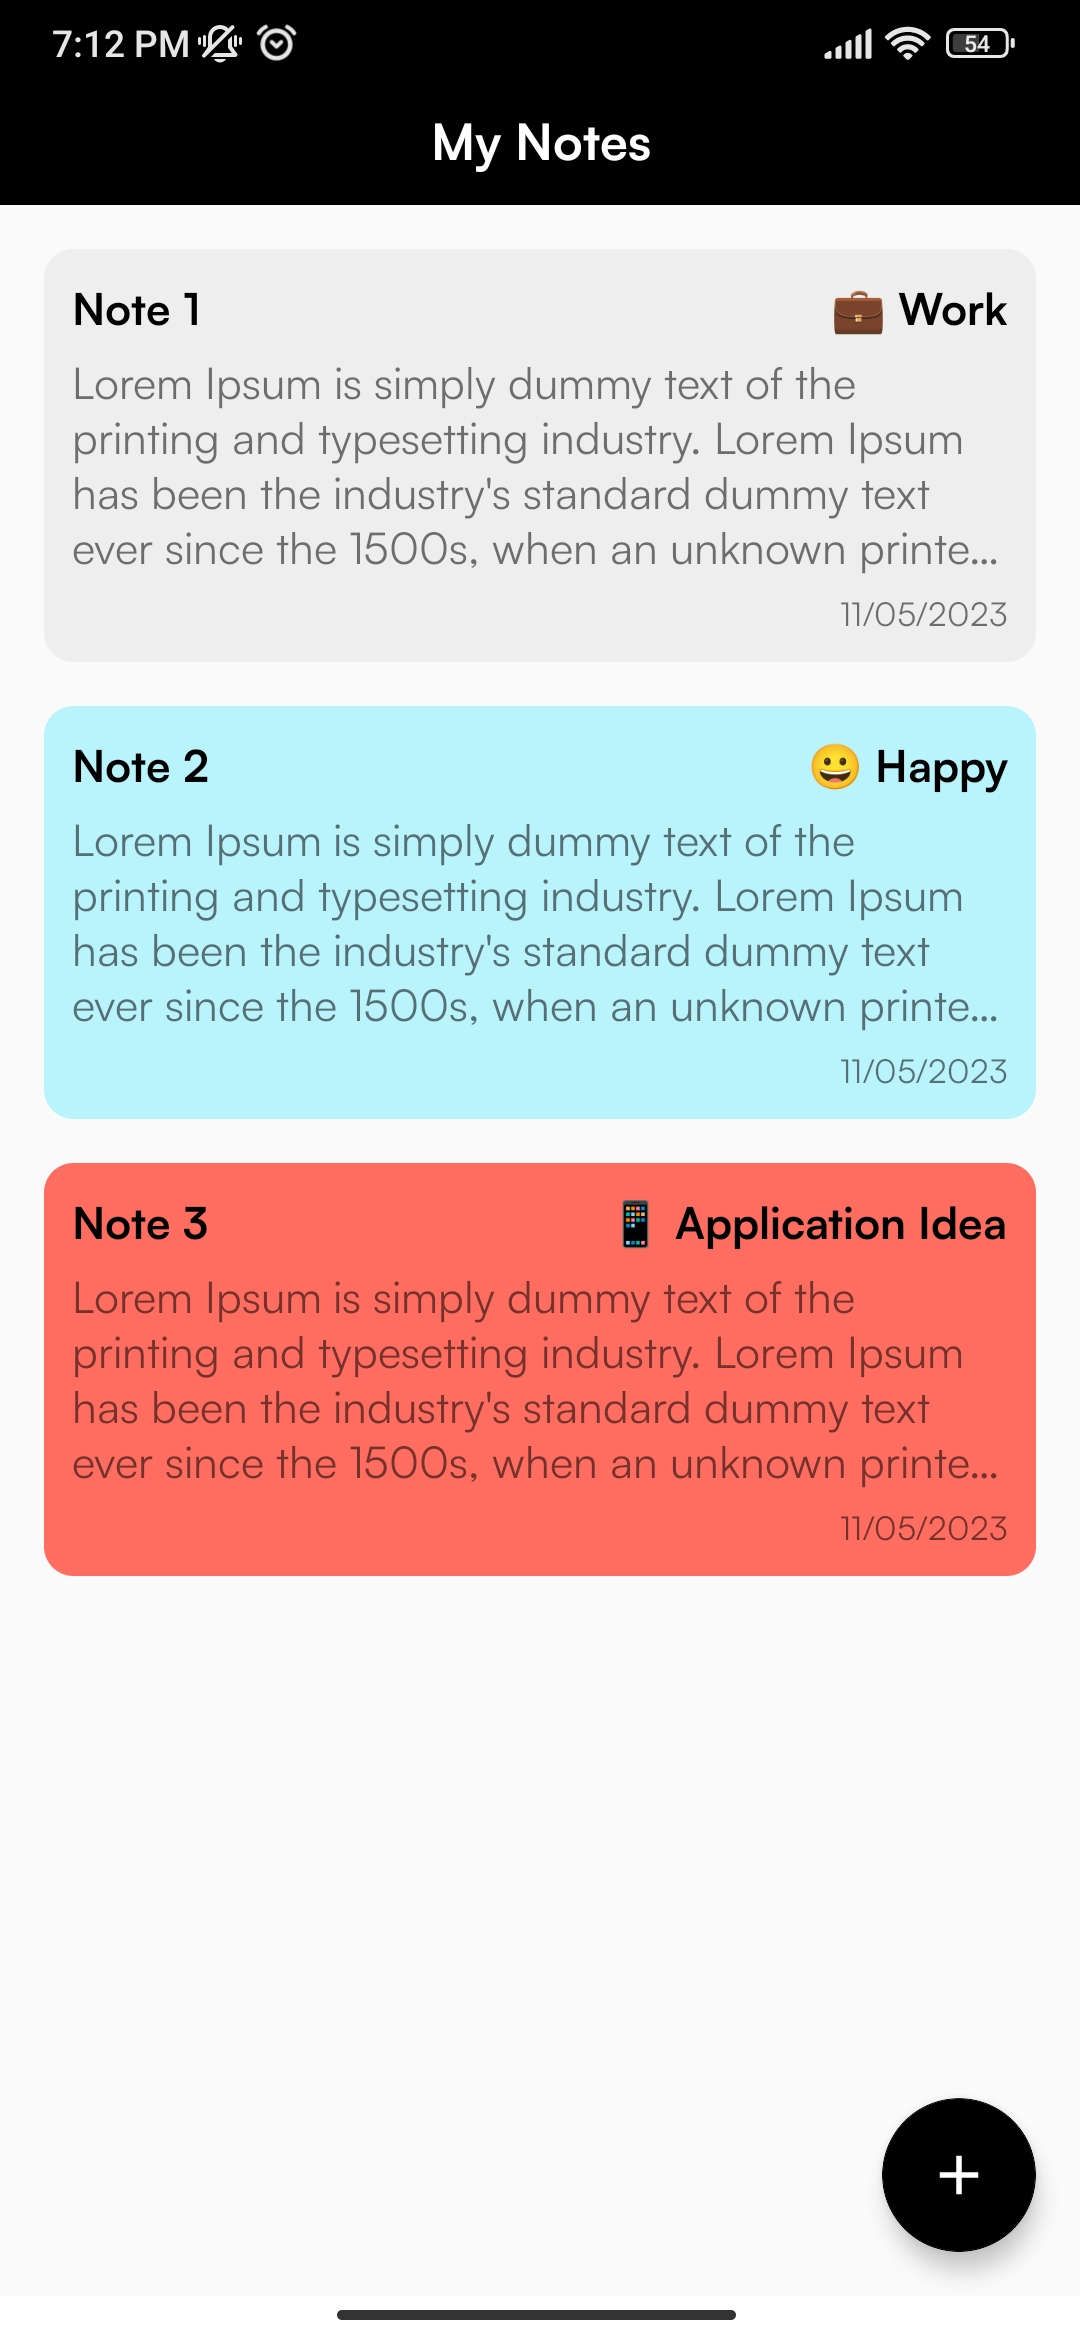 7:12 PM 54
My Notes
Note 1 💼 Work
Lorem Ipsum is simply dummy text of the
printing and typesetting industry. Lorem Ipsum
has been the industry's standard dummy text
ever since the 1500s, when an unknown printe...
11/05/2023
Note 2 😀 Happy
Lorem Ipsum is simply dummy text of the
printing and typesetting industry. Lorem Ipsum
has been the industry's standard dummy text
ever since the 1500s, when an unknown printe...
11/05/2023
Note 3 📱 Application Idea
Lorem Ipsum is simply dummy text of the
printing and typesetting industry. Lorem Ipsum
has been the industry's standard dummy text
ever since the 1500s, when an unknown printe...
11/05/2023
+